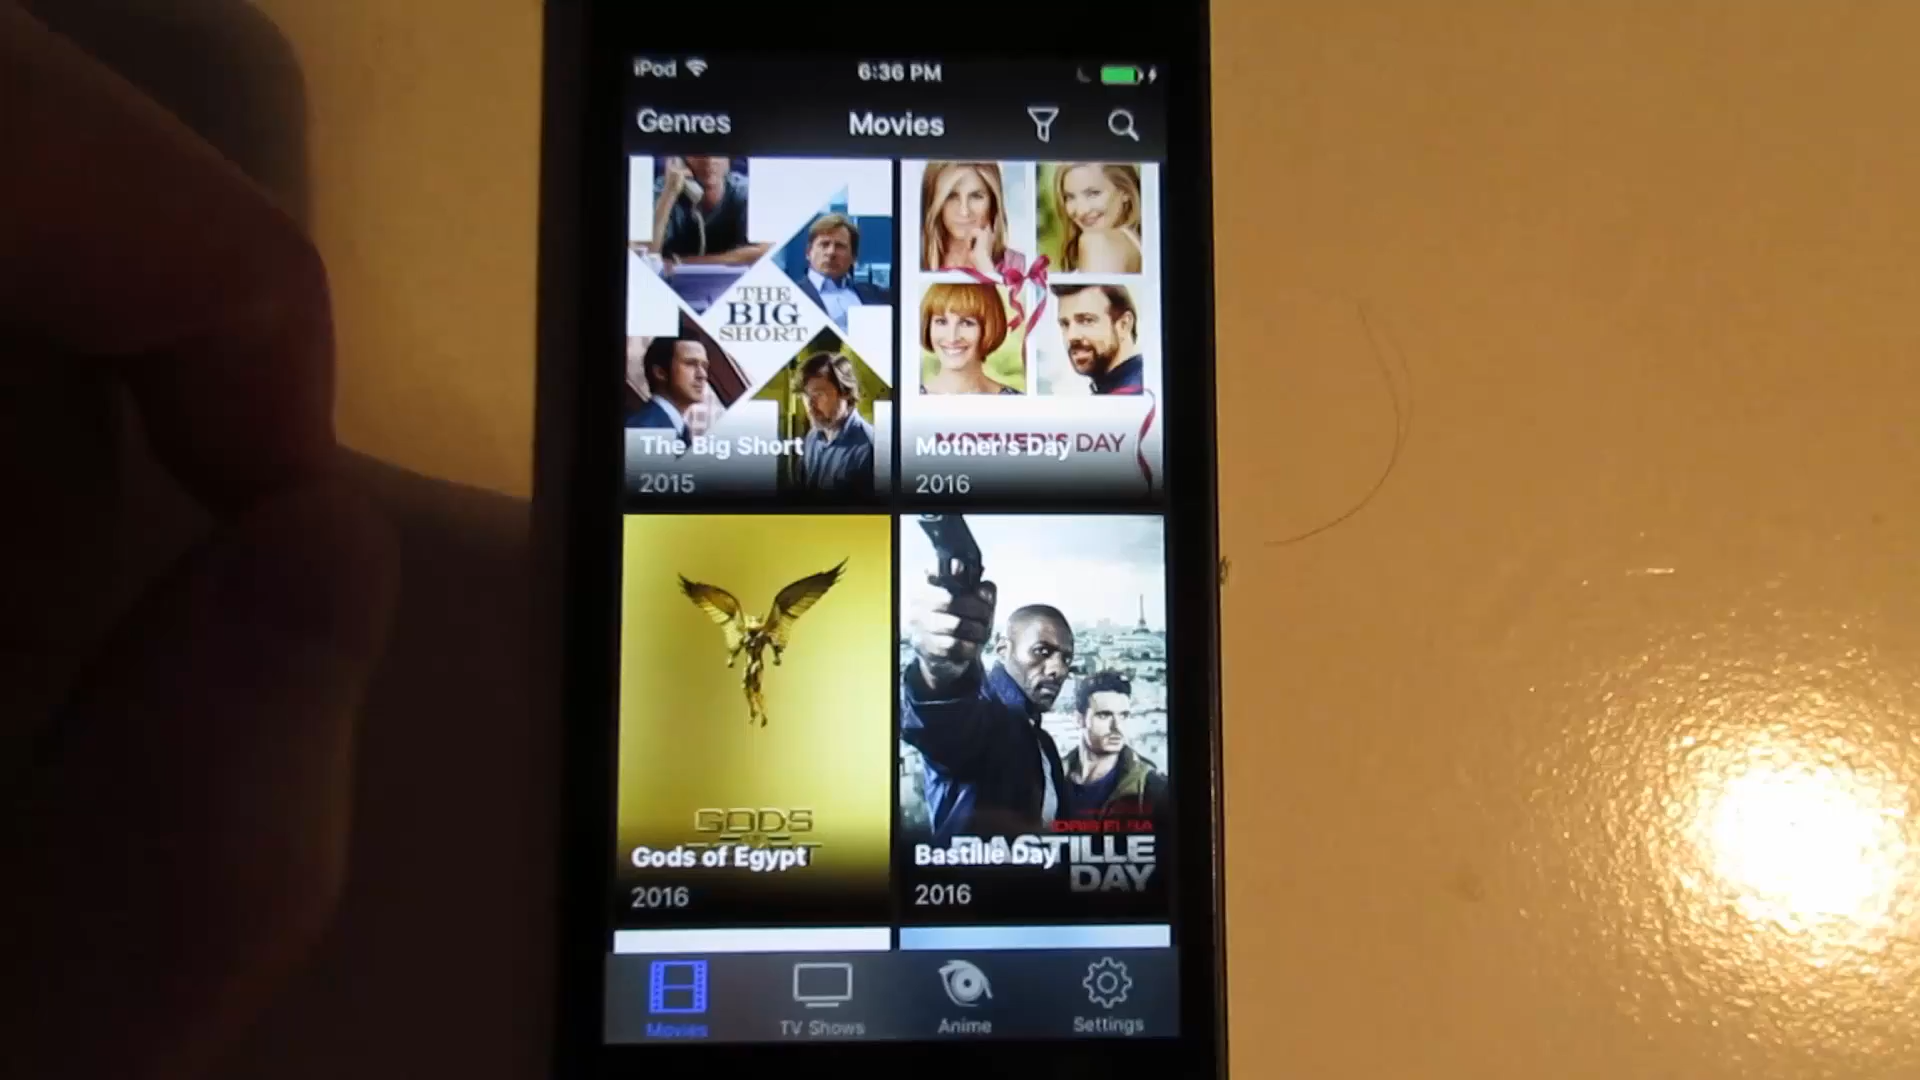 iPod 6:36 PM
Genres Movies
THE
BIG
SHORT
The Big Short
2015
MOTHER'S DAY
Mother's Day
2016
GODS
Gods of Egypt
2016
IDRIS ELBA
BASTILLE
DAY
Bastille Day
2016
Movies TV Shows Anime Settings